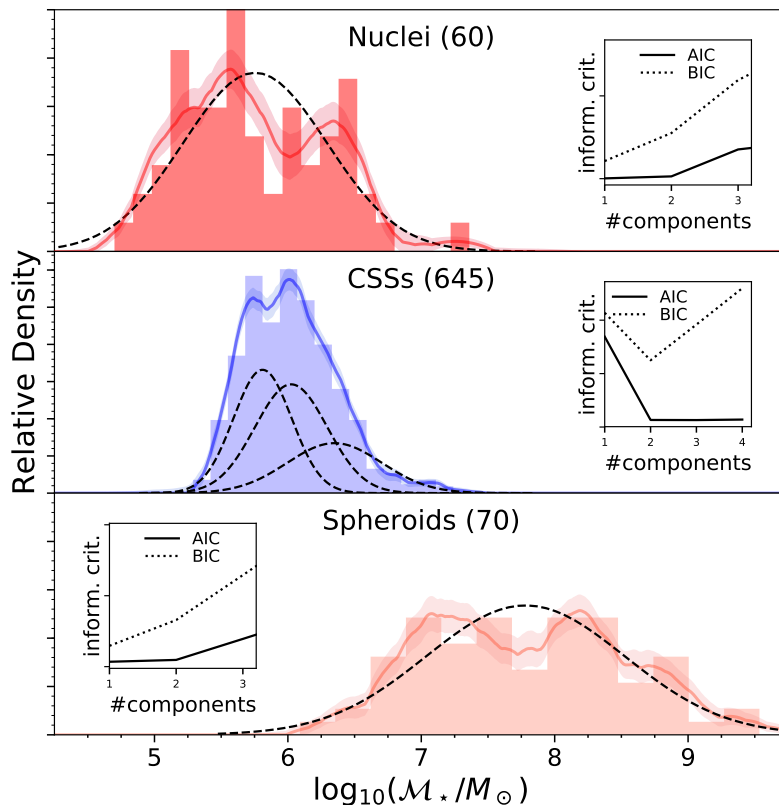 Nuclei (60)
AIC
BIC
inform. crit.
1 2 3
#components
CSSs (645)
AIC
BIC
inform. crit.
1 2 3 4
#components
Relative Density
Spheroids (70)
AIC
BIC
inform. crit.
1 2 3
#components
5 6 7 8 9
log₁₀(ℳ⋆/M⊙)